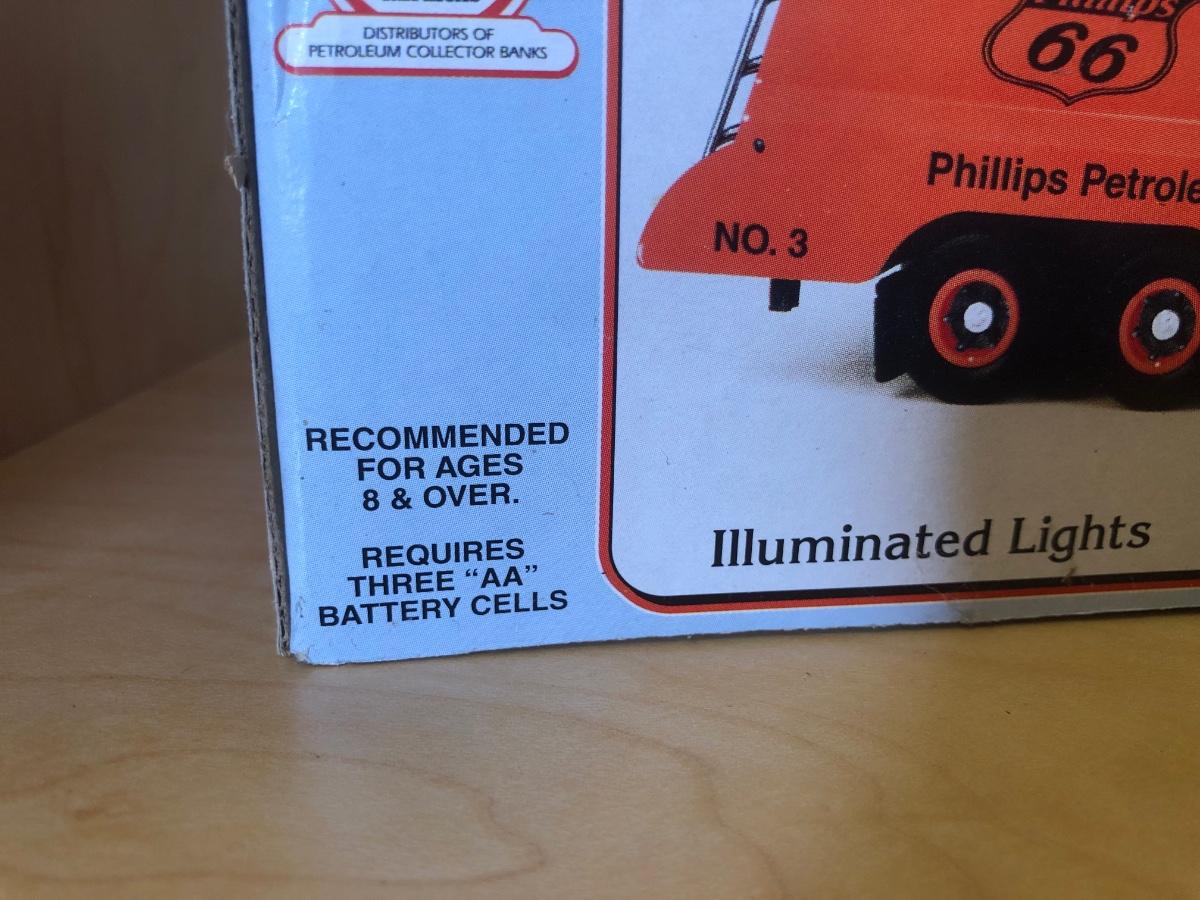 DISTRIBUTORS OF
PETROLEUM COLLECTOR BANKS
Phillips
66
Phillips Petrole
NO. 3
RECOMMENDED
FOR AGES
8 & OVER.
REQUIRES
THREE “AA”
BATTERY CELLS
Illuminated Lights